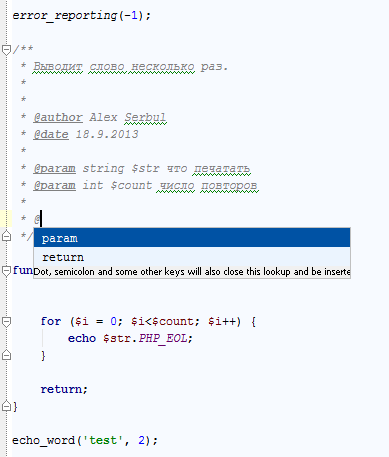 error_reporting(-1);
/**
* Выводит слово несколько раз.
*
*
* @author Alex Serbul
* @date 18.9.2013
*
* @param string $str что печатать
* @param int $count число повторов
*
* @
param
*/
return
fun
Dot, semicolon and some other keys will also close this lookup and be inserte
for ($i = 0; $i<$count; $i++) {
echo $str.PHP_EOL;
}
return;
}
echo_word('test', 2);